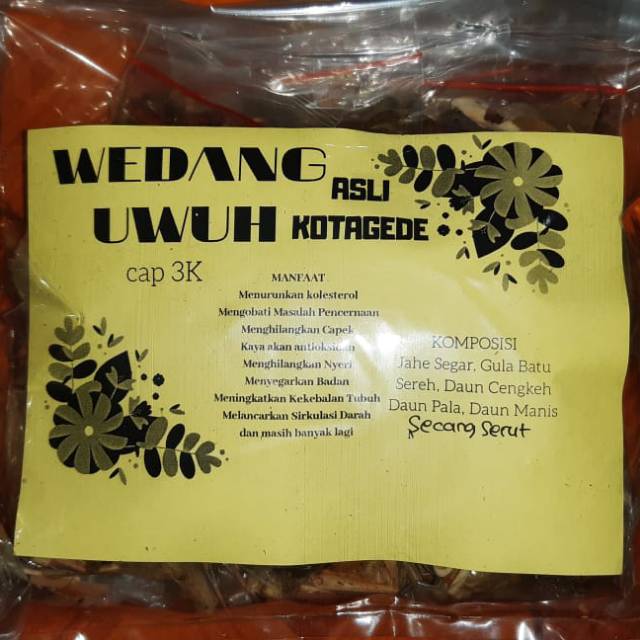 WEDANG
UWUH
ASLI
KOTAGEDE
cap 3K
MANFAAT
Menurunkan kolesterol
Mengobati Masalah Pencernaan
Menghilangkan Capek
Kaya akan antioksidan
Menghilangkan Nyeri
Menyegarkan Badan
Meningkatkan Kekebalan Tubuh
Melancarkan Sirkulasi Darah
dan masih banyak lagi
KOMPOSISI
Jahe Segar, Gula Batu
Sereh, Daun Cengkeh
Daun Pala, Daun Manis
Secang Serut